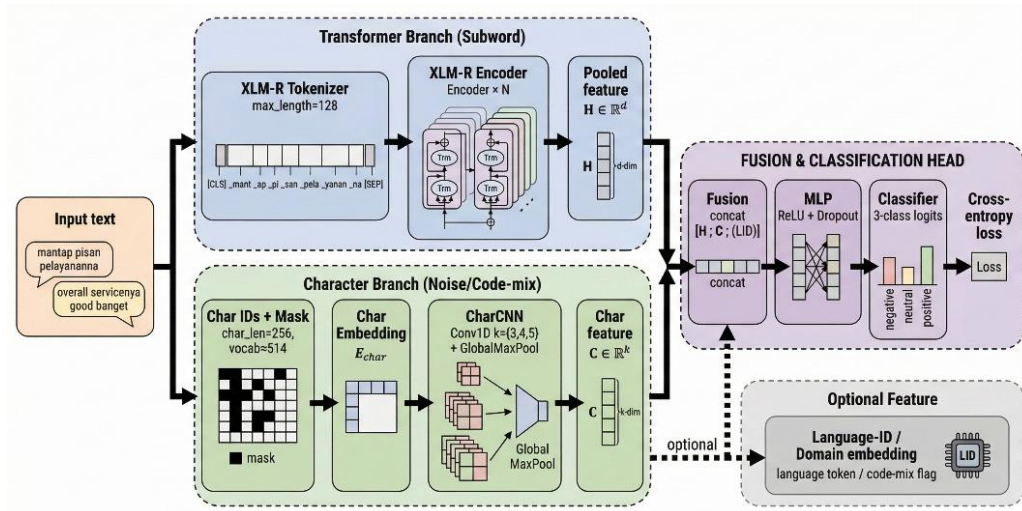 Transformer Branch (Subword)
XLM-R Tokenizer
max_length=128
[CLS] _mant _ap _pi _san _pela _yanan _na [SEP]
XLM-R Encoder
Encoder × N
Trm
Trm
Trm
Trm
Pooled
feature
H ∈ ℝᵈ
H
d-dim
Input text
mantap pisan
pelayananna
overall servicenya
good banget
Character Branch (Noise/Code-mix)
Char IDs + Mask
char_len=256,
vocab≈514
mask
Char
Embedding
E_char
CharCNN
Conv1D k={3,4,5}
+ GlobalMaxPool
Global
MaxPool
Char
feature
C ∈ ℝᵏ
C
k-dim
FUSION & CLASSIFICATION HEAD
Fusion
concat
[H ; C ; (LID)]
concat
MLP
ReLU + Dropout
Classifier
3-class logits
negative
neutral
positive
Cross-
entropy
loss
Loss
optional
Optional Feature
Language-ID /
Domain embedding
language token / code-mix flag
LID